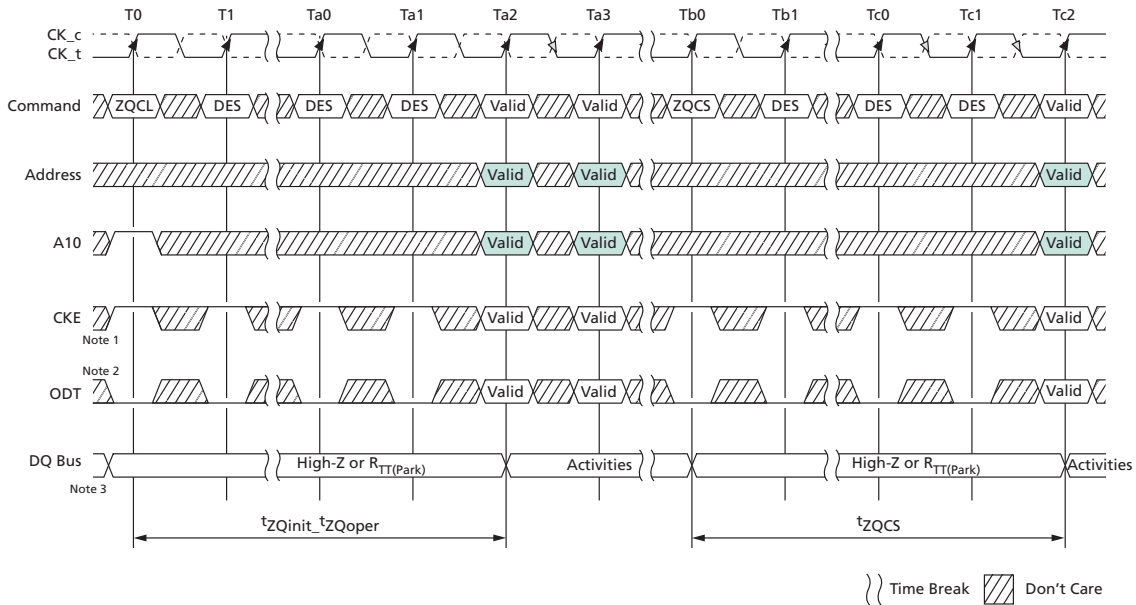 T0 T1 Ta0 Ta1 Ta2 Ta3 Tb0 Tb1 Tc0 Tc1 Tc2
CK_c
CK_t
Command ZQCL DES DES DES Valid Valid ZQCS DES DES DES Valid
Address Valid Valid Valid
A10 Valid Valid Valid
CKE Valid Valid Valid
Note 1
Note 2
ODT Valid Valid Valid
DQ Bus High-Z or RTT(Park) Activities High-Z or RTT(Park) Activities
Note 3
tZQinit_tZQoper tZQCS
Time Break Don't Care